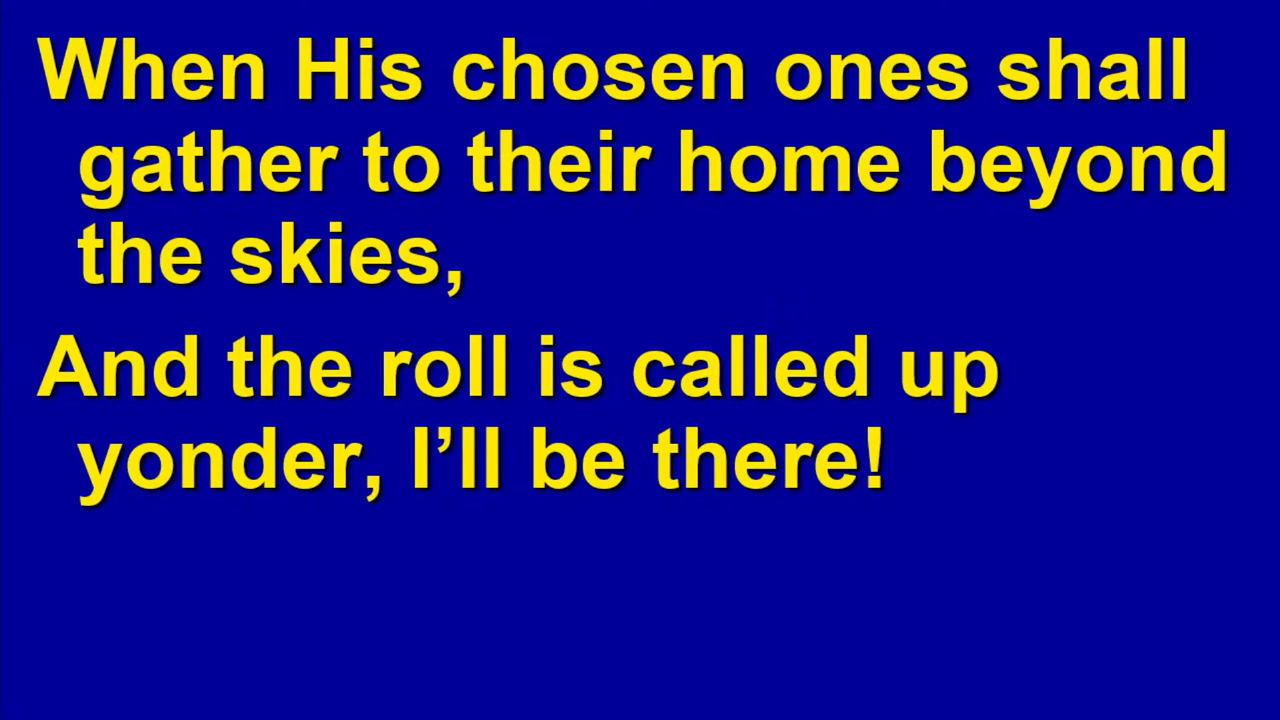 When His chosen ones shall
gather to their home beyond
the skies,
And the roll is called up
yonder, I’ll be there!